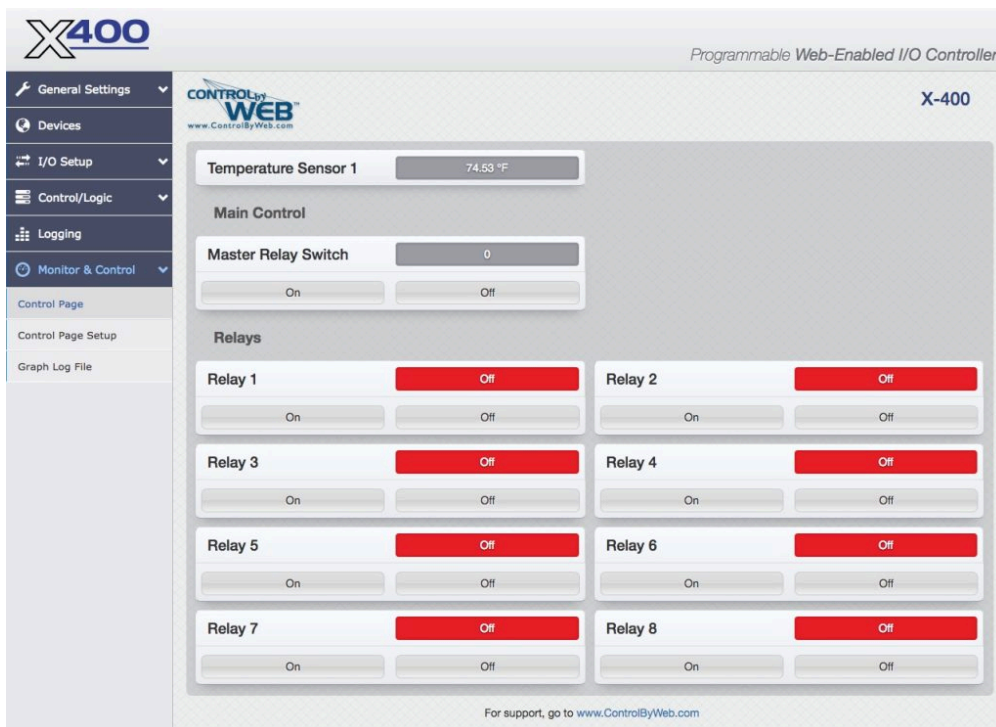 X400
Programmable Web-Enabled I/O Controller
General Settings
Devices
I/O Setup
Control/Logic
Logging
Monitor & Control
Control Page
Control Page Setup
Graph Log File
CONTROL by
WEB™
www.ControlByWeb.com
X-400
Temperature Sensor 1 74.53 °F
Main Control
Master Relay Switch 0
On Off
Relays
Relay 1 Off Relay 2 Off
On Off On Off
Relay 3 Off Relay 4 Off
On Off On Off
Relay 5 Off Relay 6 Off
On Off On Off
Relay 7 Off Relay 8 Off
On Off On Off
For support, go to www.ControlByWeb.com